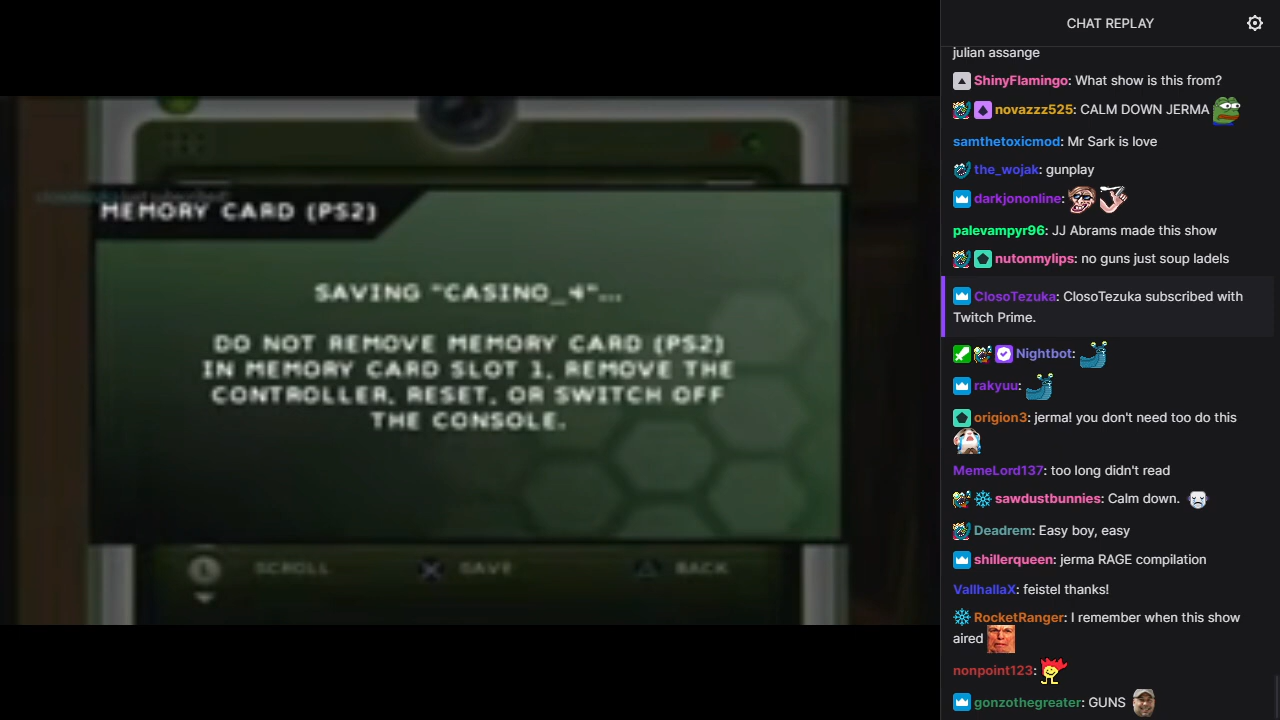 MEMORY CARD (PS2)
SAVING "CASINO_4"...
DO NOT REMOVE MEMORY CARD (PS2)
IN MEMORY CARD SLOT 1, REMOVE THE
CONTROLLER, RESET, OR SWITCH OFF
THE CONSOLE.
SCROLL SAVE BACK
CHAT REPLAY
julian assange
ShinyFlamingo: What show is this from?
novazzz525: CALM DOWN JERMA
samthetoxicmod: Mr Sark is love
the_wojak: gunplay
darkjononline:
palevampyr96: JJ Abrams made this show
nutonmylips: no guns just soup ladels
ClosoTezuka: ClosoTezuka subscribed with
Twitch Prime.
Nightbot:
rakyuu:
origion3: jerma! you don't need too do this
MemeLord137: too long didn't read
sawdustbunnies: Calm down.
Deadrem: Easy boy, easy
shillerqueen: jerma RAGE compilation
VallhallaX: feistel thanks!
RocketRanger: I remember when this show
aired
nonpoint123:
gonzothegreater: GUNS